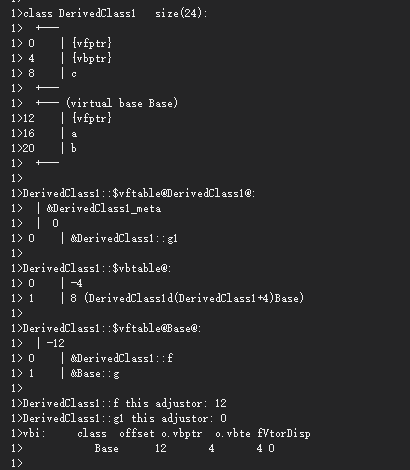 1>
1>class DerivedClass1   size(24):
1>  +---
1> 0    | {vfptr}
1> 4    | {vbptr}
1> 8    | c
1>  +---
1>  +--- (virtual base Base)
1>12    | {vfptr}
1>16    | a
1>20    | b
1>  +---
1>
1>DerivedClass1::$vftable@DerivedClass1@:
1>  | &DerivedClass1_meta
1>  |  0
1> 0    | &DerivedClass1::g1
1>
1>DerivedClass1::$vbtable@:
1> 0    | -4
1> 1    | 8 (DerivedClass1d(DerivedClass1+4)Base)
1>
1>DerivedClass1::$vftable@Base@:
1>  | -12
1> 0    | &DerivedClass1::f
1> 1    | &Base::g
1>
1>DerivedClass1::f this adjustor: 12
1>DerivedClass1::g1 this adjustor: 0
1>vbi:     class  offset o.vbptr  o.vbte fVtorDisp
1>            Base      12       4       4 0
1>